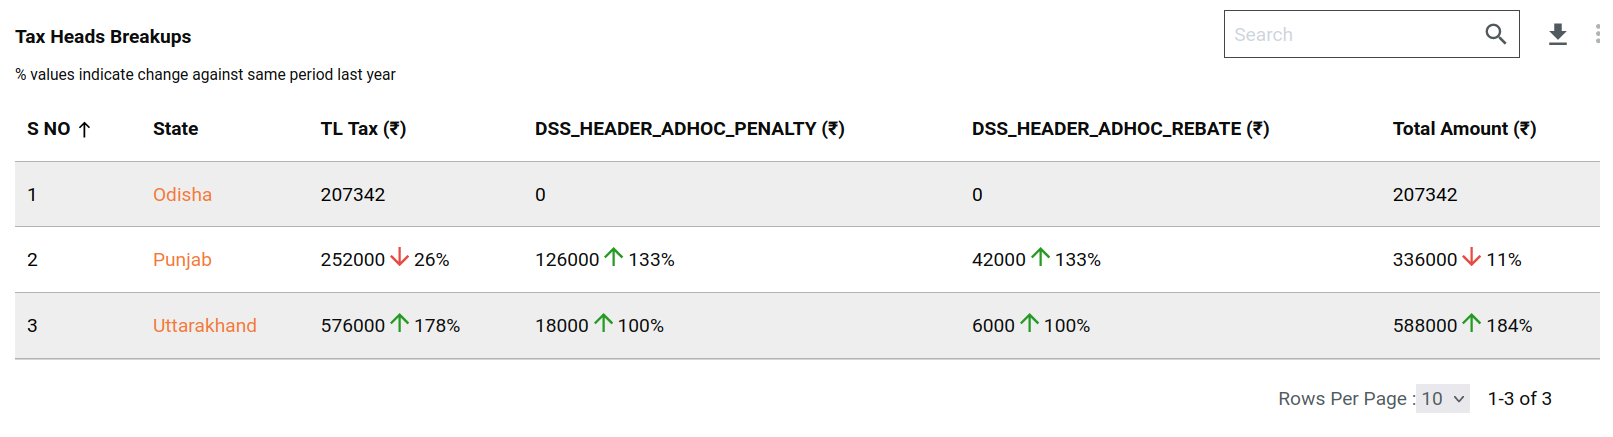 Tax Heads Breakups
Search
% values indicate change against same period last year
S NO State TL Tax (₹) DSS_HEADER_ADHOC_PENALTY (₹) DSS_HEADER_ADHOC_REBATE (₹) Total Amount (₹)
1 Odisha 207342 0 0 207342
2 Punjab 252000 26% 126000 133% 42000 133% 336000 11%
3 Uttarakhand 576000 178% 18000 100% 6000 100% 588000 184%
Rows Per Page : 10 1-3 of 3